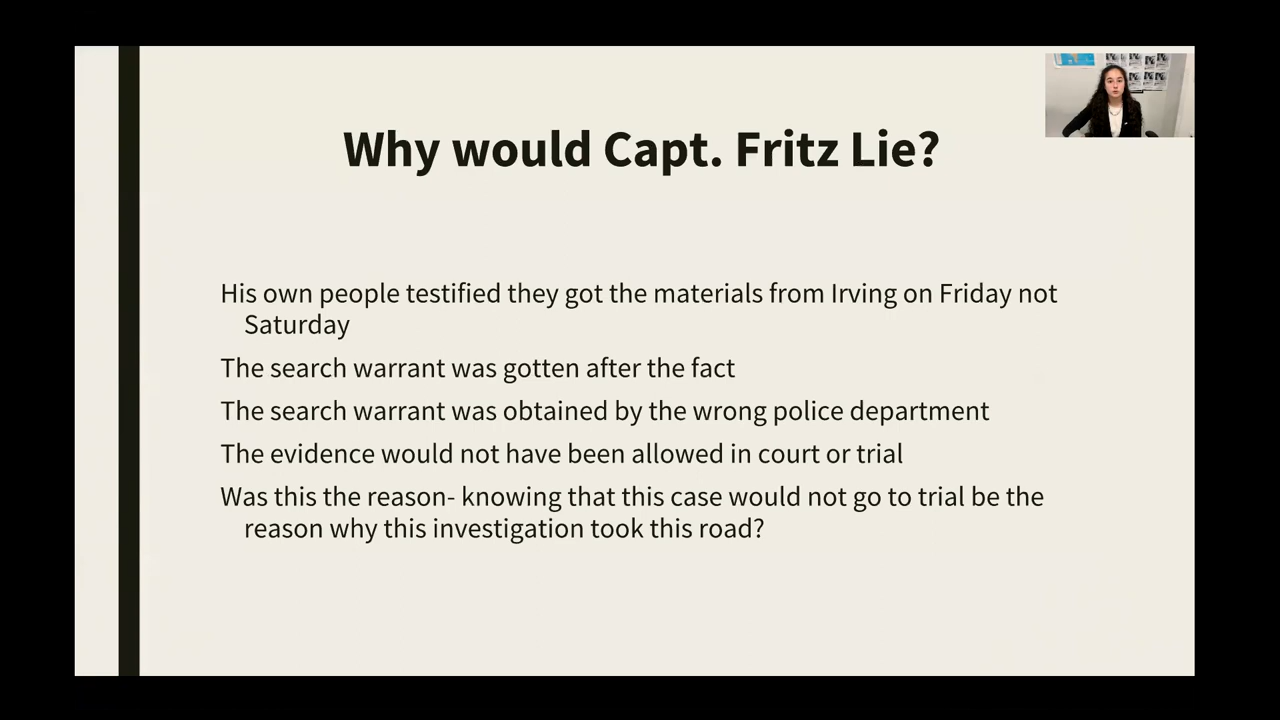 Why would Capt. Fritz Lie?
His own people testified they got the materials from Irving on Friday not
Saturday
The search warrant was gotten after the fact
The search warrant was obtained by the wrong police department
The evidence would not have been allowed in court or trial
Was this the reason- knowing that this case would not go to trial be the
reason why this investigation took this road?